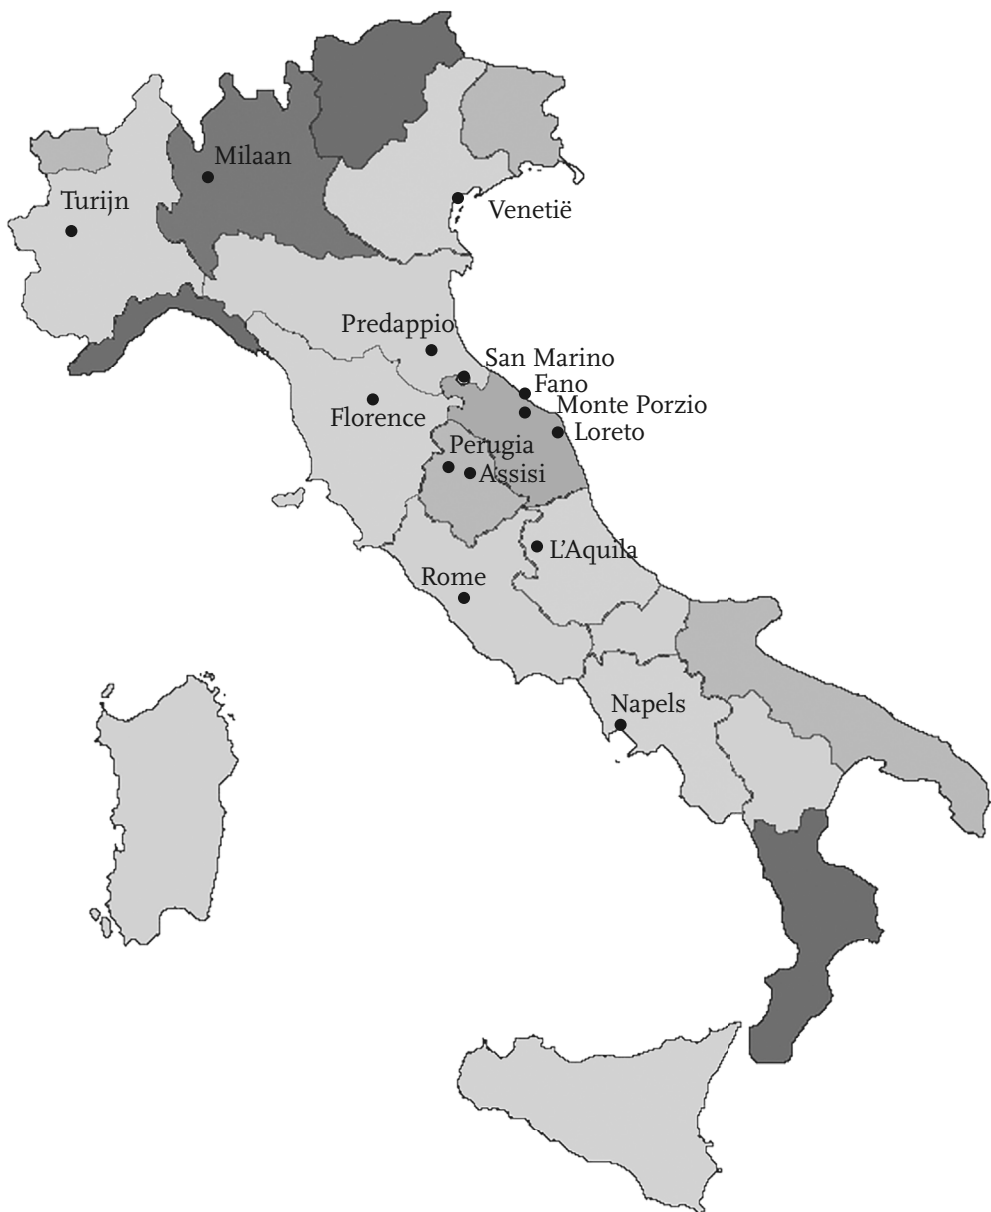 Milaan
Turijn
Venetië
Predappio
San Marino
Fano
Monte Porzio
Florence
Loreto
Perugia
Assisi
L'Aquila
Rome
Napels